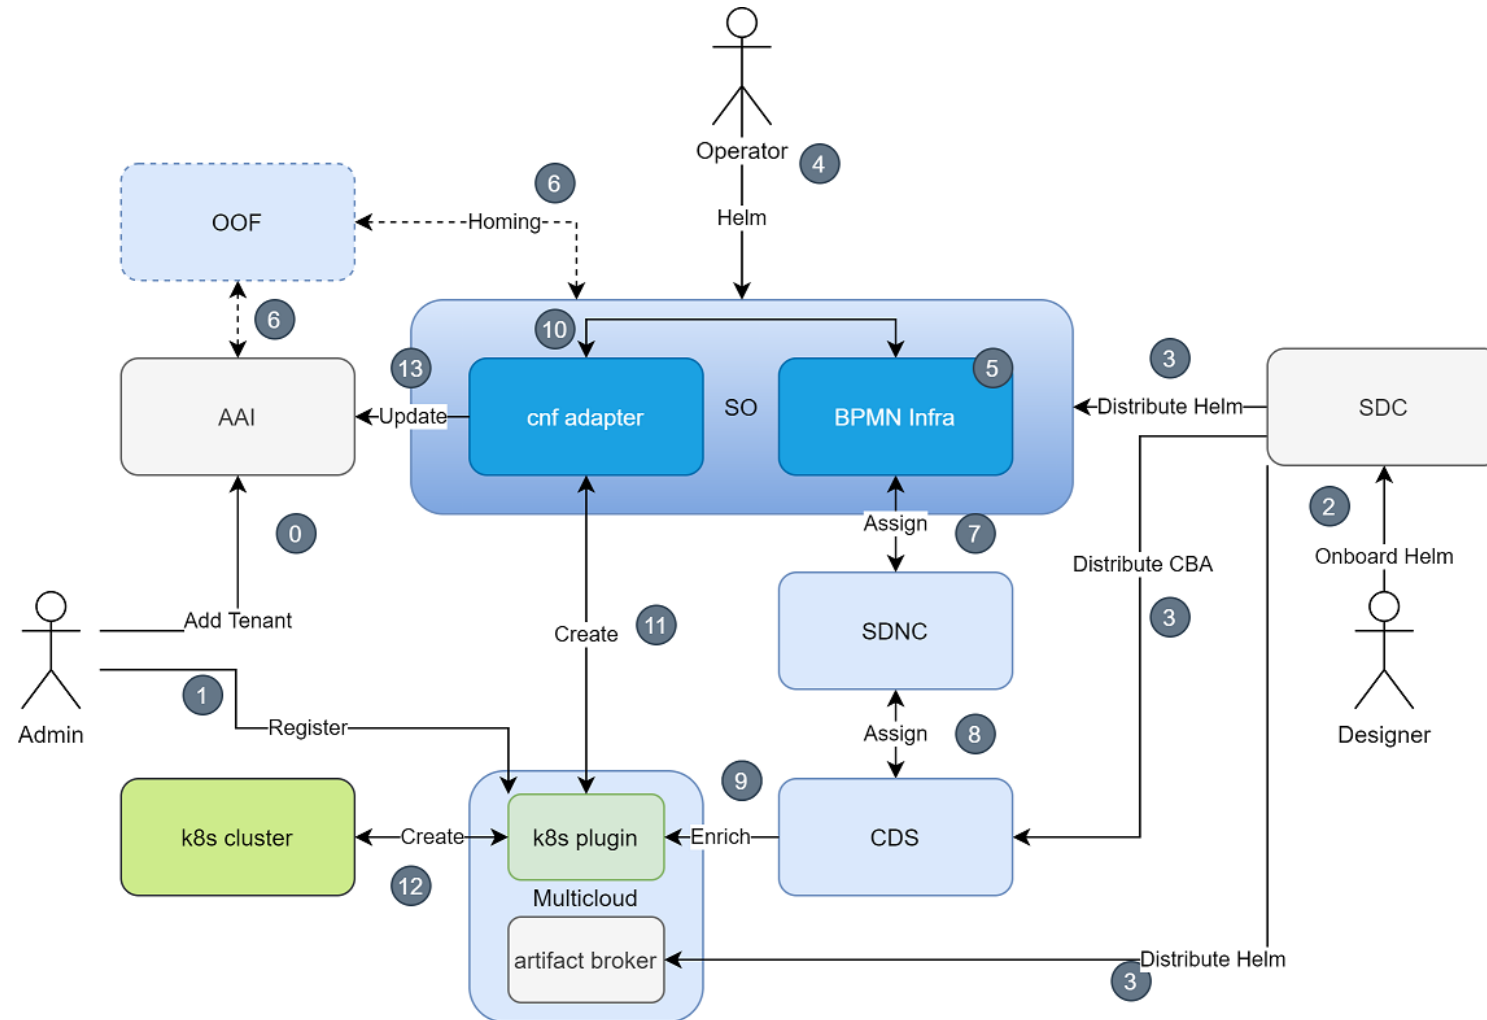 Operator
4
6
OOF
Homing
Helm
6
10
13
5
3
AAI
Update
cnf adapter
SO
BPMN Infra
Distribute Helm
SDC
0
Assign
7
2
Distribute CBA
Onboard Helm
Add Tenant
Create
11
SDNC
3
1
Admin
Register
Assign
8
Designer
9
k8s cluster
Create
k8s plugin
Enrich
CDS
12
Multicloud
artifact broker
Distribute Helm
3